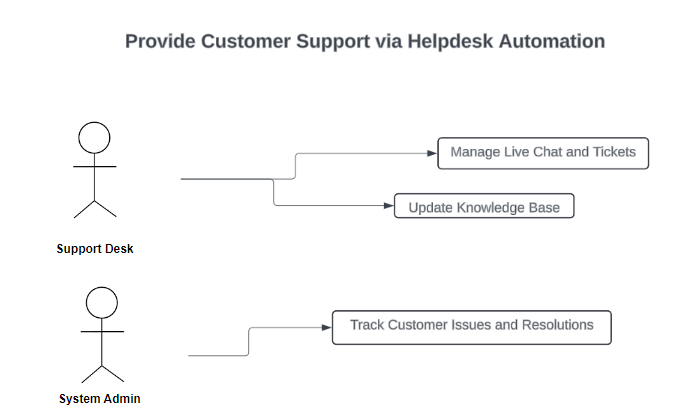 Provide Customer Support via Helpdesk Automation
Manage Live Chat and Tickets
Update Knowledge Base
Support Desk
Track Customer Issues and Resolutions
System Admin